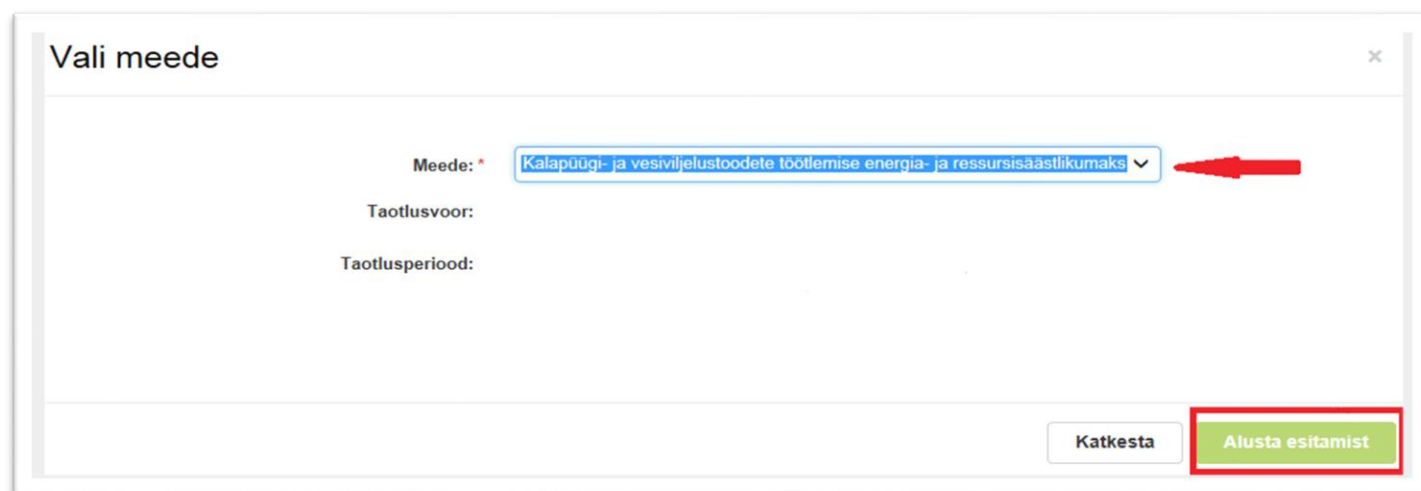 Vali meede
×
Meede: * Kalapüügi- ja vesiviljelustoodete töötlemise energia- ja ressursisäästlikumaks
Taotlusvoor:
Taotlusperiood:
Katkesta Alusta esitamist